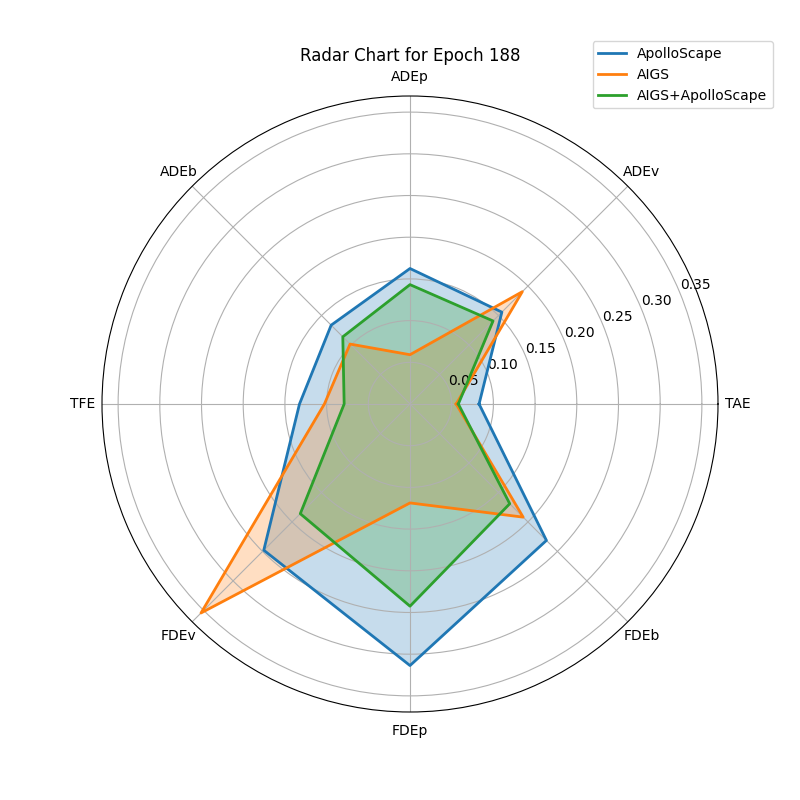 Radar Chart for Epoch 188
ApolloScape
AIGS
AIGS+ApolloScape
ADEp
ADEb
ADEv
0.35
0.30
0.25
0.20
0.15
0.10
0.05
TFE
TAE
FDEv
FDEb
FDEp